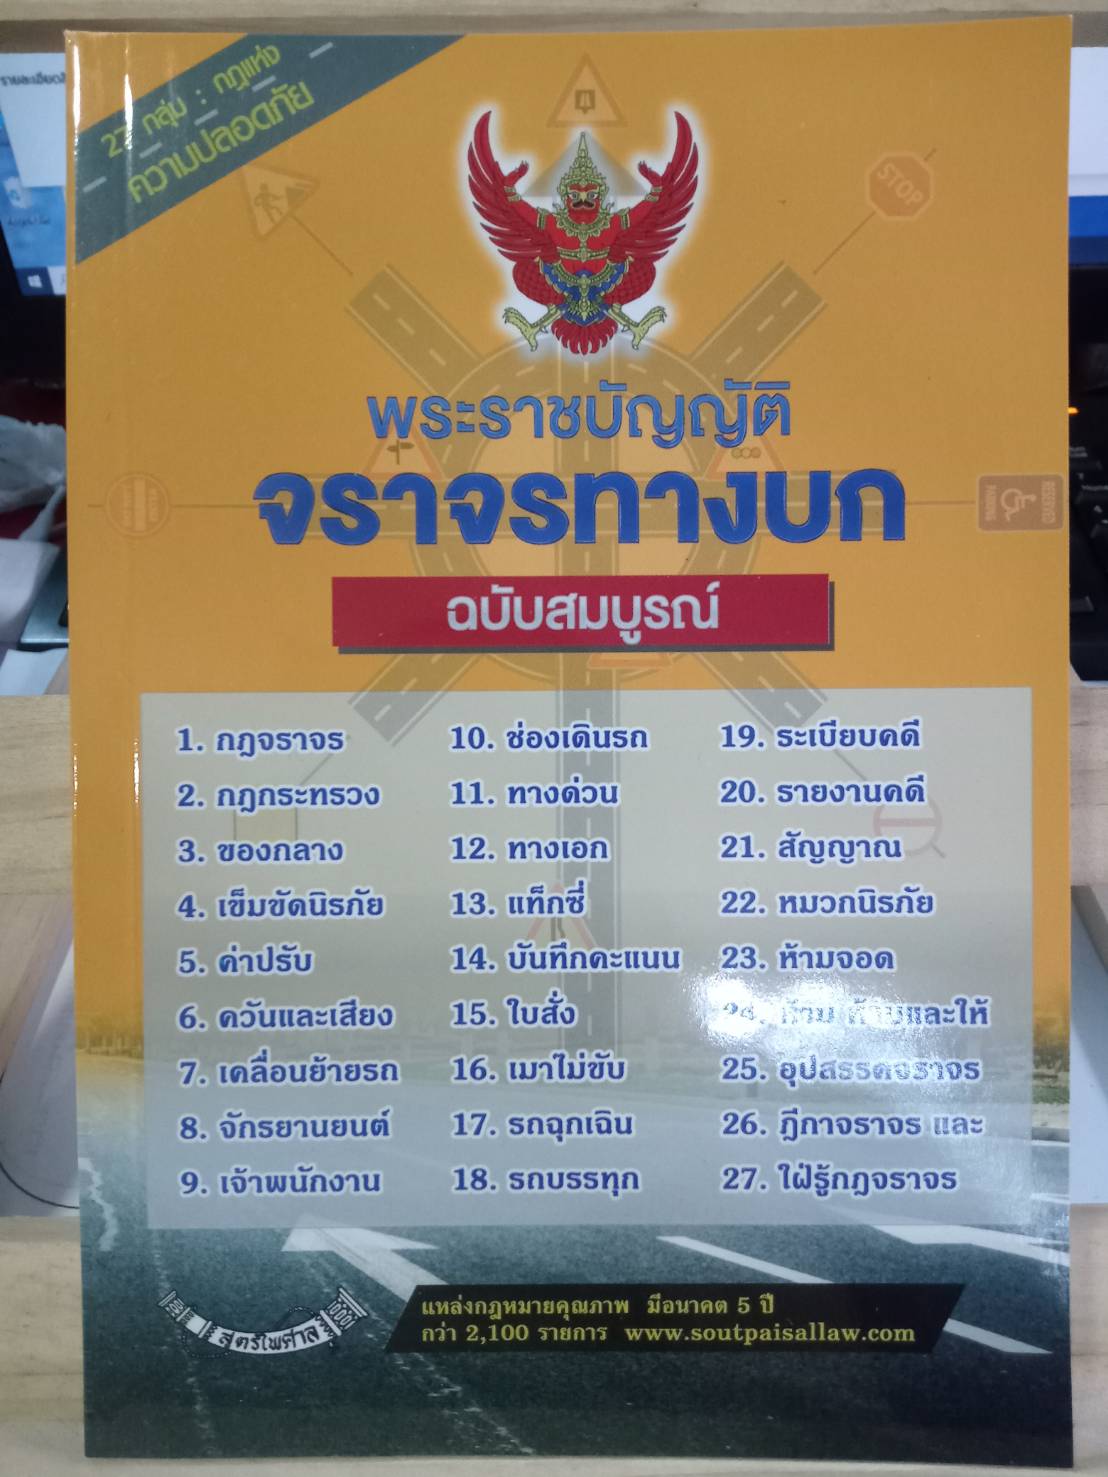 27 กลุ่ม : กฎแห่ง
ความปลอดภัย
STOP
พระราชบัญญัติ
จราจรทางบก
RESERVED
PARKING
ฉบับสมบูรณ์
1. กฎจราจร
2. กฎกระทรวง
3. ของกลาง
4. เข็มขัดนิรภัย
5. ค่าปรับ
6. ควันและเสียง
7. เคลื่อนย้ายรถ
8. จักรยานยนต์
9. เจ้าพนักงาน
10. ช่องเดินรถ
11. ทางด่วน
12. ทางเอก
13. แท็กซี่
14. บันทึกคะแนน
15. ใบสั่ง
16. เมาไม่ขับ
17. รถฉุกเฉิน
18. รถบรรทุก
19. ระเบียบคดี
20. รายงานคดี
21. สัญญาณ
22. หมวกนิรภัย
23. ห้ามจอด
24. ห้าม ห้ามและให้
25. อุปสรรคจราจร
26. ฎีกาจราจร และ
27. ใฝ่รู้กฎจราจร
สูตรไพศาล
แหล่งกฎหมายคุณภาพ มีอนาคต 5 ปี
กว่า 2,100 รายการ www.soutpaisallaw.com